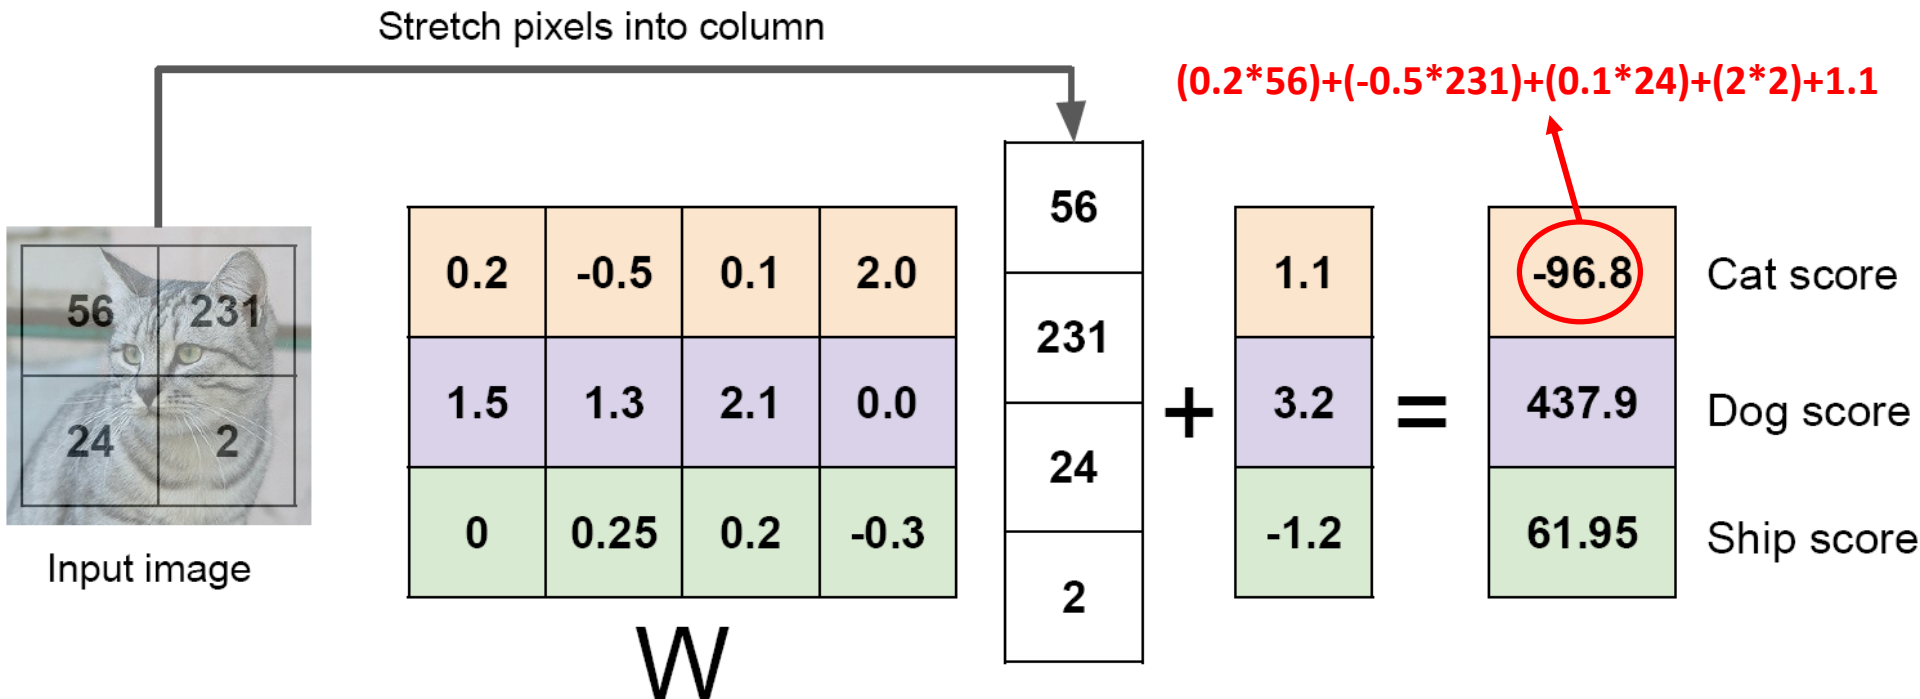 Stretch pixels into column
(0.2*56)+(-0.5*231)+(0.1*24)+(2*2)+1.1
56 231
24 2
Input image
0.2 -0.5 0.1 2.0
1.5 1.3 2.1 0.0
0 0.25 0.2 -0.3
W
56
231
24
2
+
1.1
3.2
-1.2
=
-96.8 Cat score
437.9 Dog score
61.95 Ship score